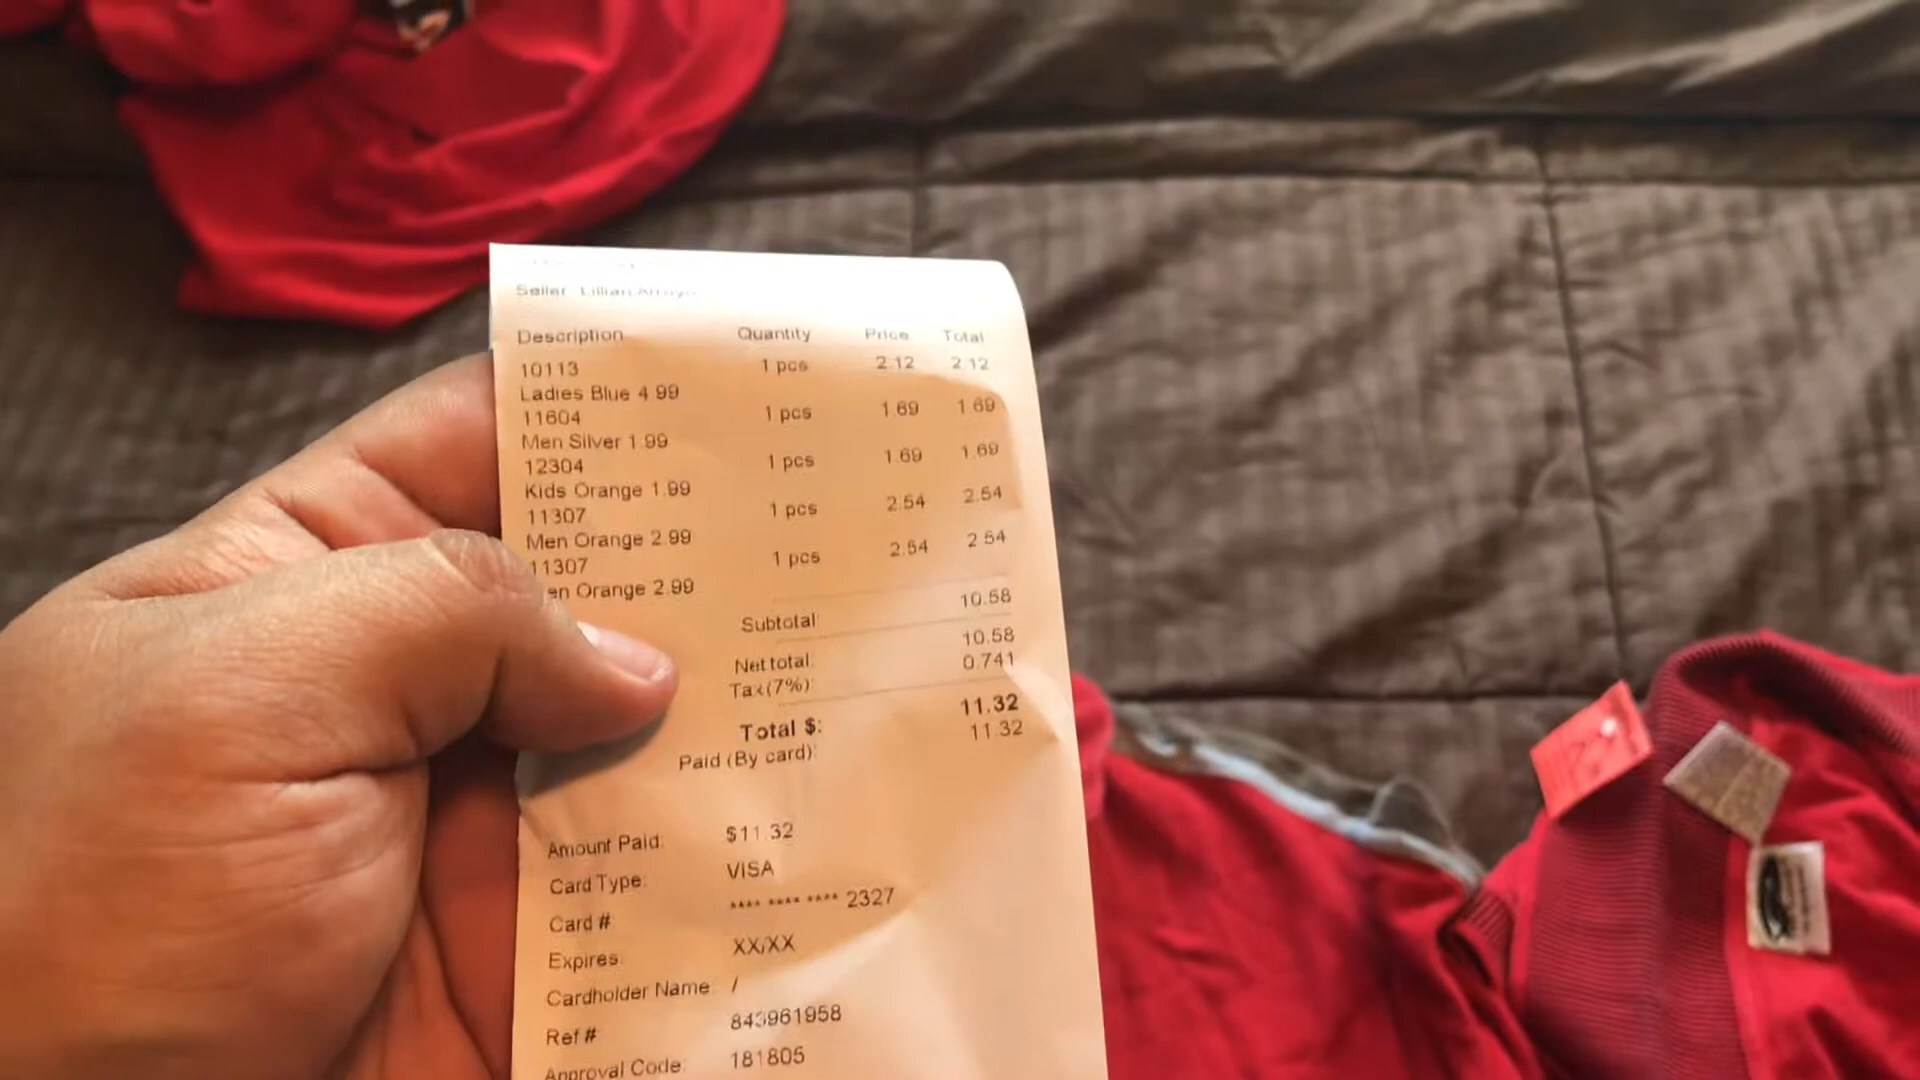 Seller Lillian Arroyo
Description Quantity Price Total
10113 1 pcs 2.12 2.12
Ladies Blue 4.99
11604 1 pcs 1.69 1.69
Men Silver 1.99
12304 1 pcs 1.69 1.69
Kids Orange 1.99
11307 1 pcs 2.54 2.54
Men Orange 2.99
11307 1 pcs 2.54 2.54
en Orange 2.99
Subtotal: 10.58
Net total: 10.58
Tax(7%): 0.741
Total $: 11.32
Paid (By card): 11.32
Amount Paid: $11.32
Card Type: VISA
Card # **** **** **** 2327
Expires: XX/XX
Cardholder Name: /
Ref # 843961958
Approval Code: 181805